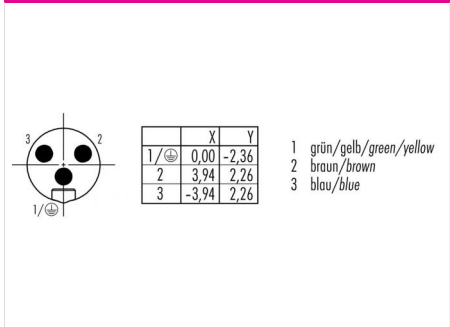 3 2
1/⏚
X Y
1/⏚ 0,00 -2,36
2 3,94 2,26
3 -3,94 2,26
1 grün/gelb/green/yellow
2 braun/brown
3 blau/blue